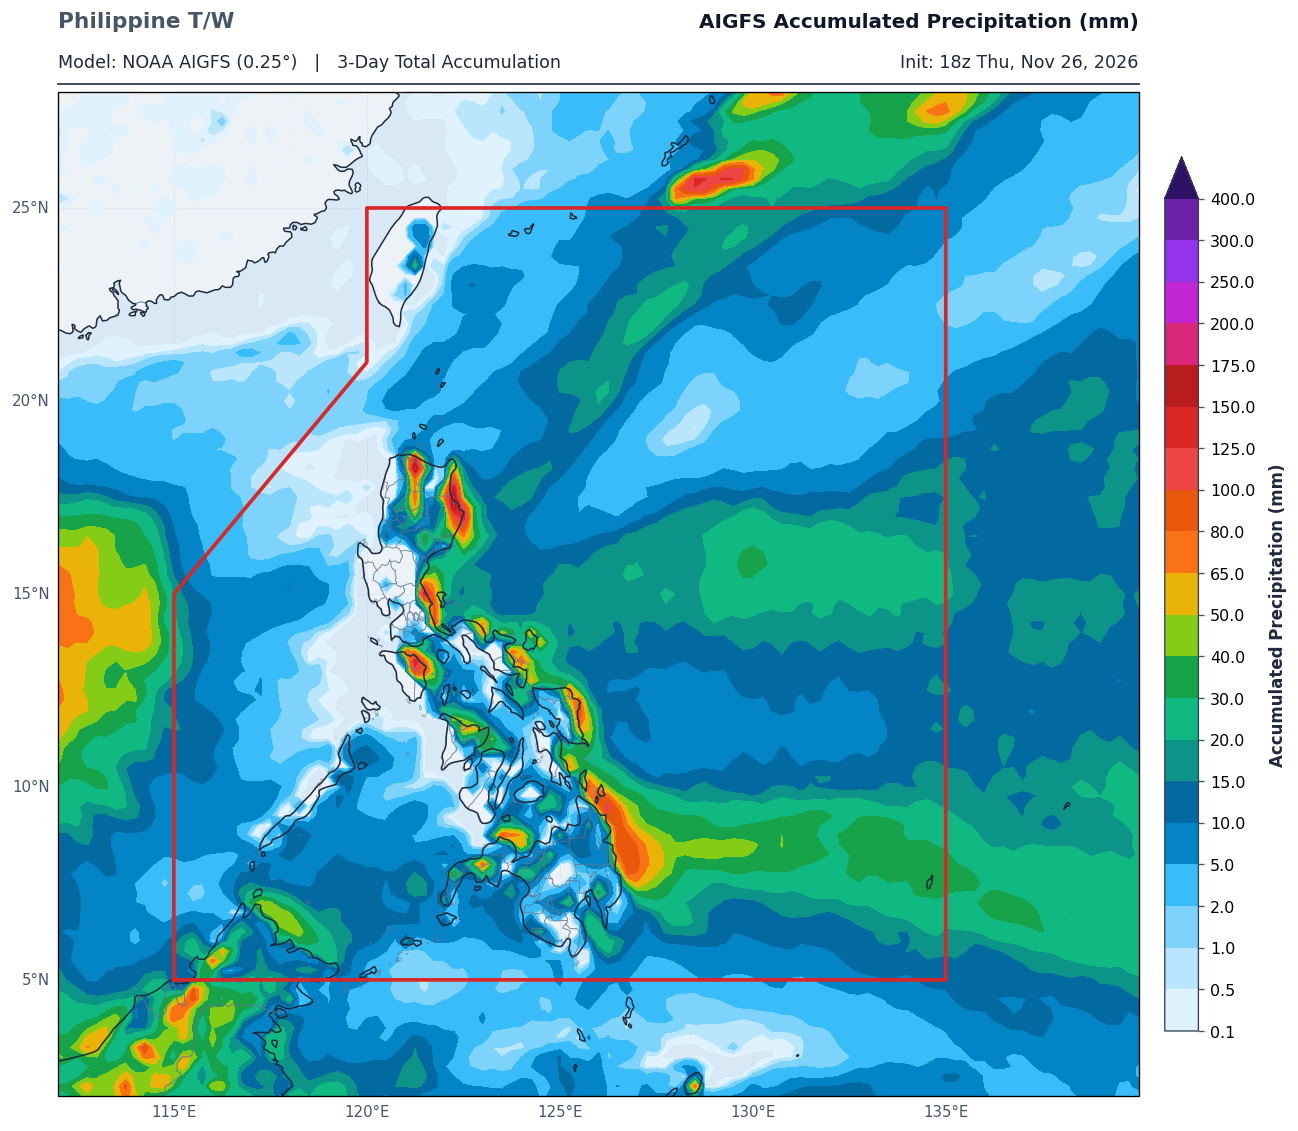 Philippine T/W
AIGFS Accumulated Precipitation (mm)
Model: NOAA AIGFS (0.25°)   |   3-Day Total Accumulation
Init: 18z Thu, Nov 26, 2026
25°N
20°N
15°N
10°N
5°N
115°E
120°E
125°E
130°E
135°E
400.0
300.0
250.0
200.0
175.0
150.0
125.0
100.0
80.0
65.0
50.0
40.0
30.0
20.0
15.0
10.0
5.0
2.0
1.0
0.5
0.1
Accumulated Precipitation (mm)